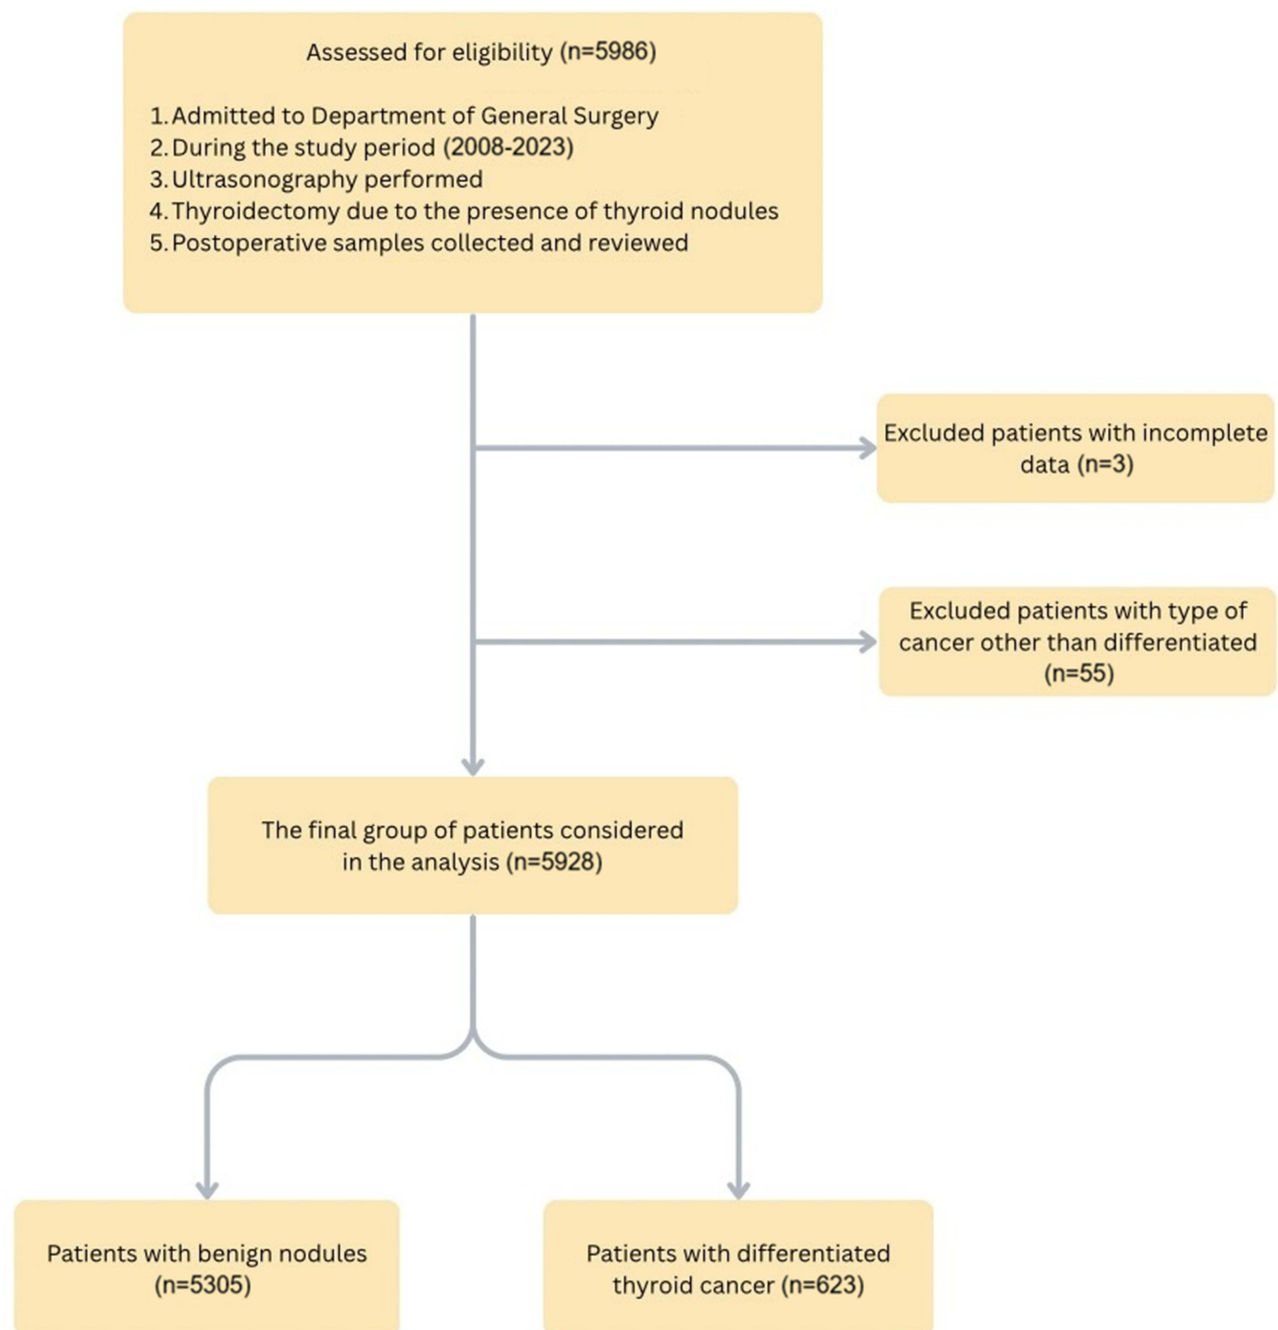 Assessed for eligibility (n=5986)
1. Admitted to Department of General Surgery
2. During the study period (2008-2023)
3. Ultrasonography performed
4. Thyroidectomy due to the presence of thyroid nodules
5. Postoperative samples collected and reviewed
Excluded patients with incomplete
data (n=3)
Excluded patients with type of
cancer other than differentiated
(n=55)
The final group of patients considered
in the analysis (n=5928)
Patients with benign nodules
(n=5305)
Patients with differentiated
thyroid cancer (n=623)